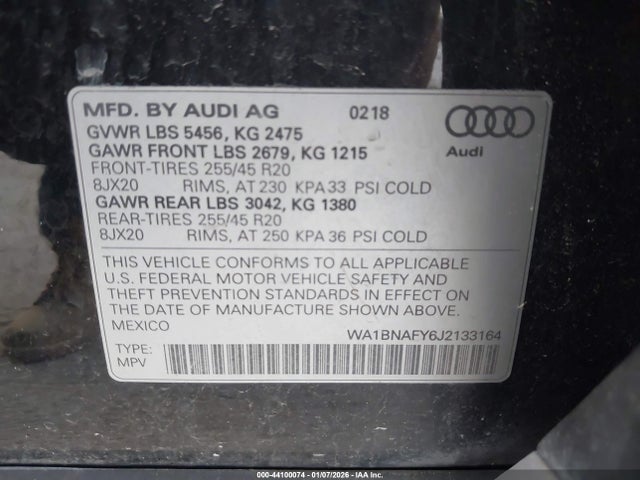 MFD. BY AUDI AG 0218
GVWR LBS 5456, KG 2475
GAWR FRONT LBS 2679, KG 1215
FRONT-TIRES 255/45 R20
8JX20 RIMS, AT 230 KPA 33 PSI COLD
GAWR REAR LBS 3042, KG 1380
REAR-TIRES 255/45 R20
8JX20 RIMS, AT 250 KPA 36 PSI COLD
Audi
THIS VEHICLE CONFORMS TO ALL APPLICABLE
U.S. FEDERAL MOTOR VEHICLE SAFETY AND
THEFT PREVENTION STANDARDS IN EFFECT ON
THE DATE OF MANUFACTURE SHOWN ABOVE.
MEXICO WA1BNAFY6J2133164
TYPE:
MPV
000-44100074 | 01/07/2026 | © IAA Inc.